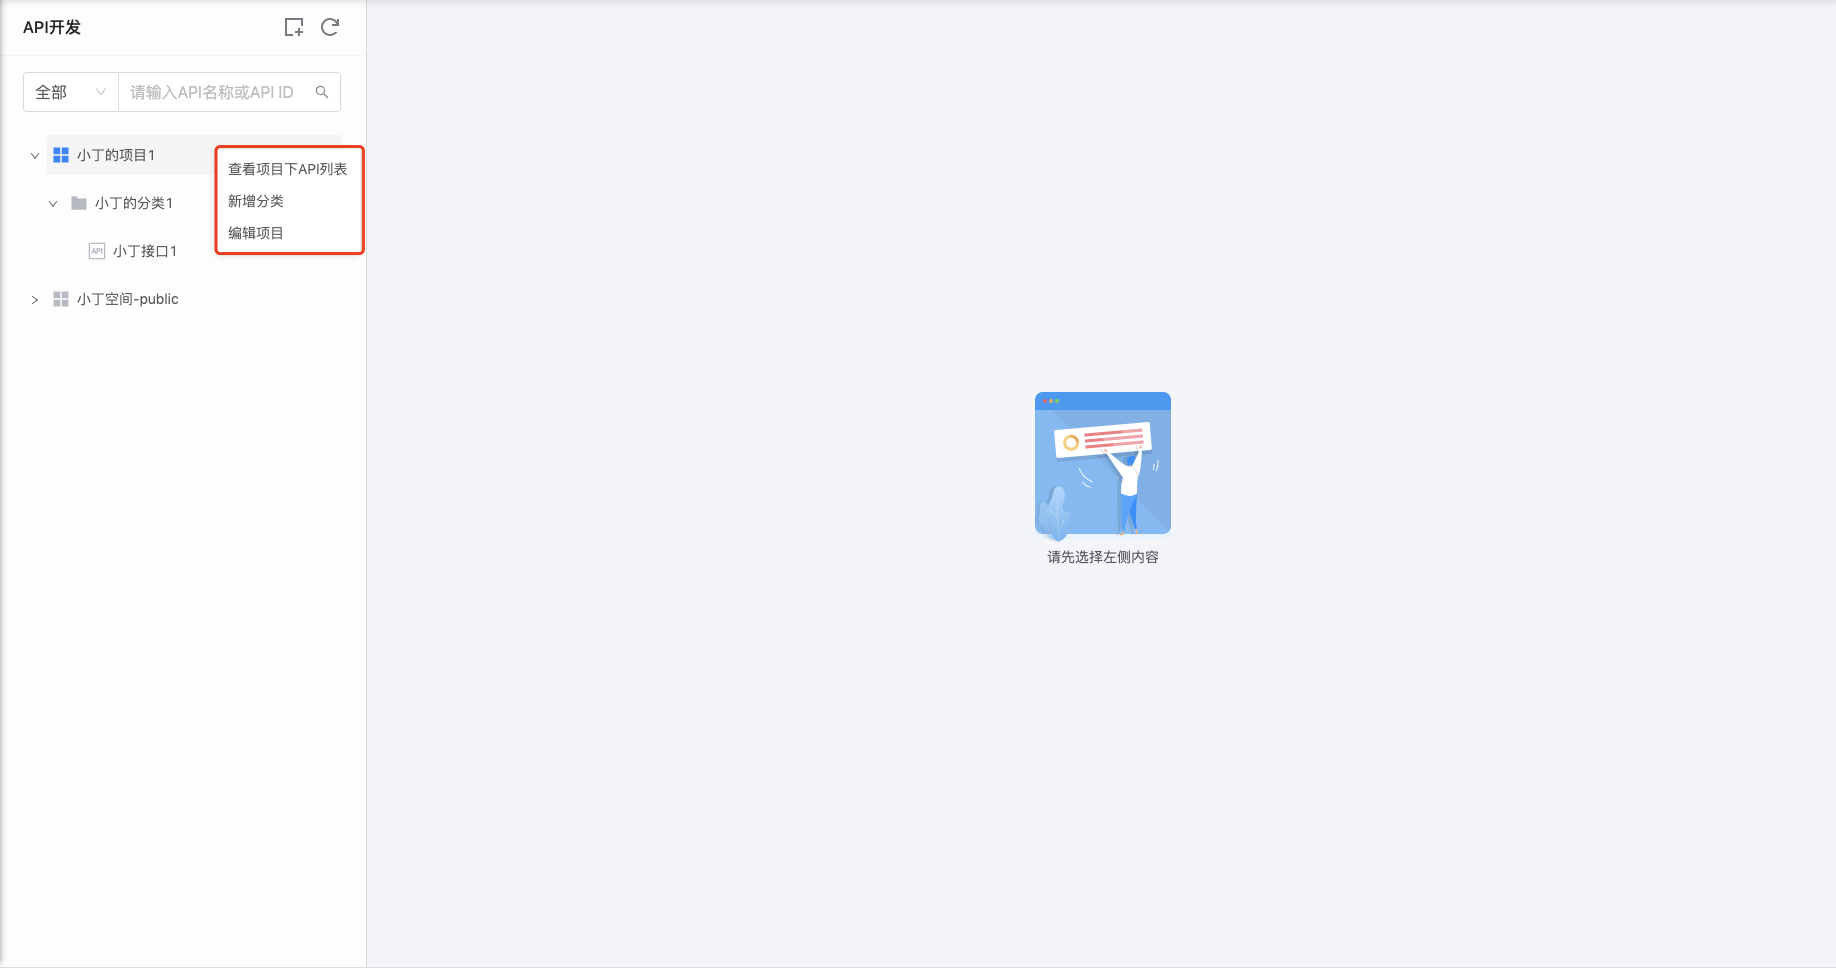 API开发
全部
请输入API名称或API ID
小丁的项目1
查看项目下API列表
新增分类
编辑项目
小丁的分类1
API
小丁接口1
小丁空间-public
请先选择左侧内容